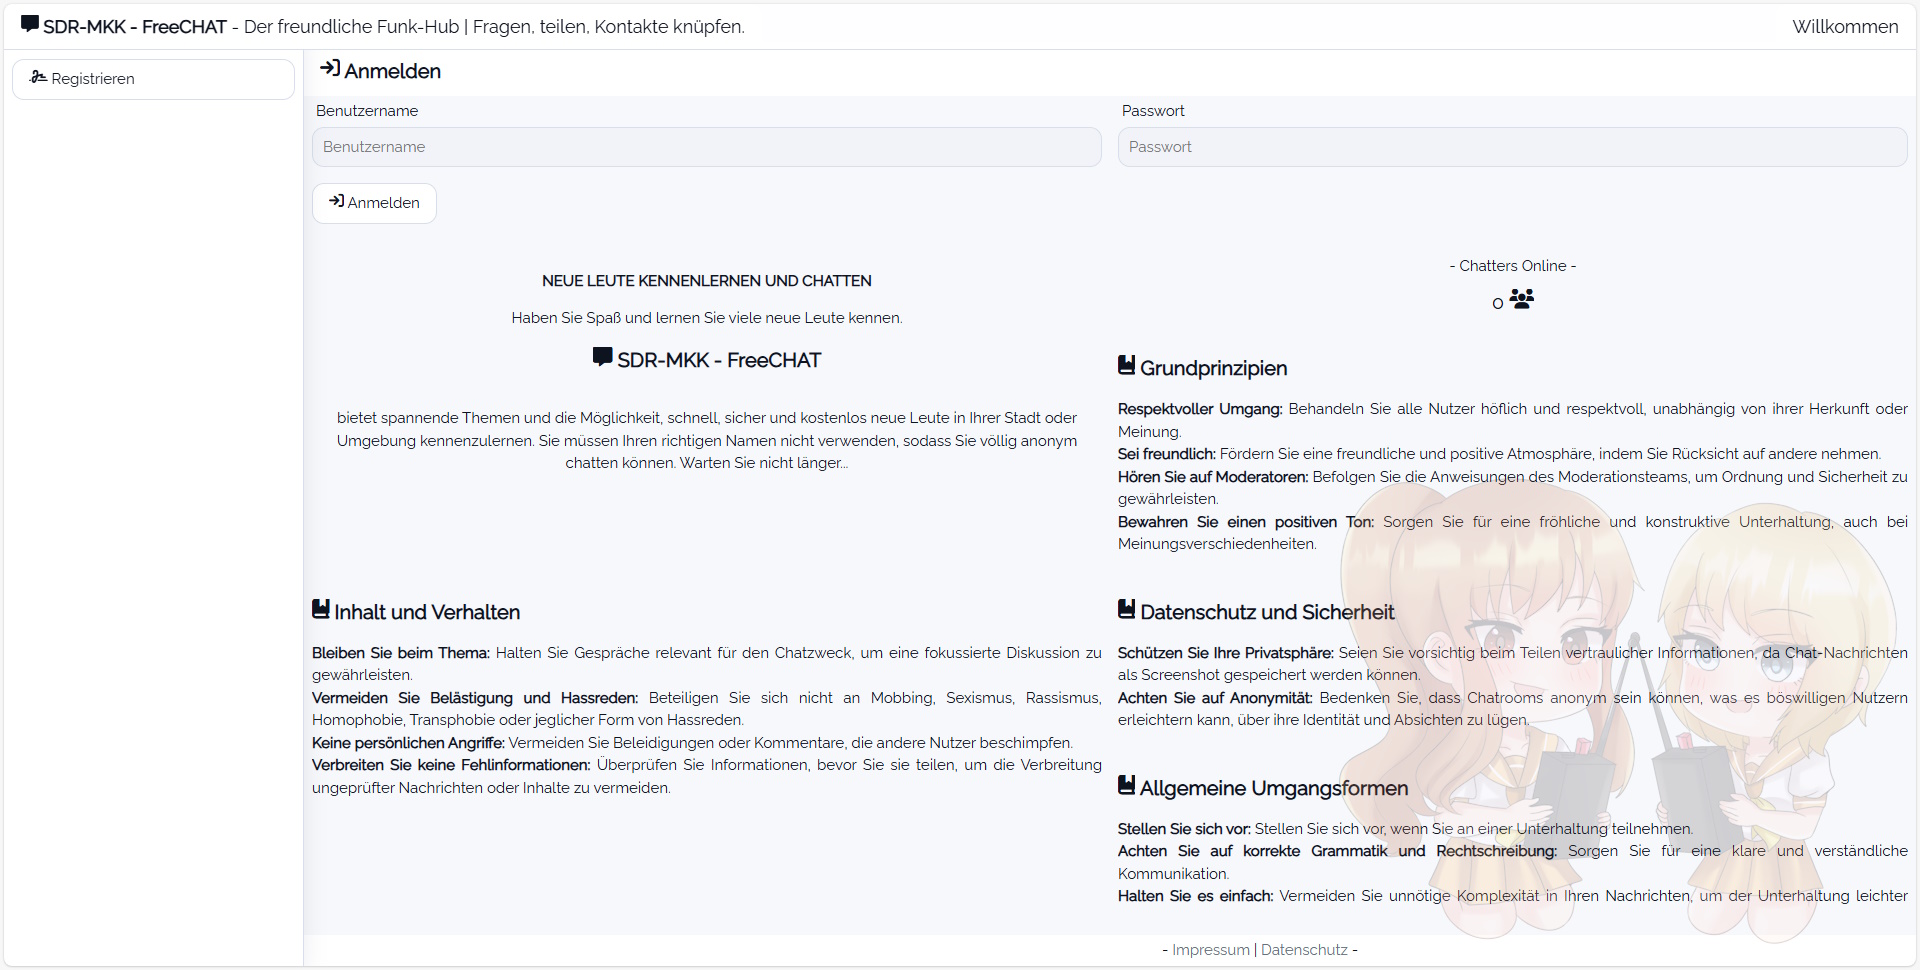 SDR-MKK - FreeCHAT - Der freundliche Funk-Hub | Fragen, teilen, Kontakte knüpfen.
Willkommen
Registrieren
Anmelden
Benutzername
Passwort
Benutzername
Passwort
Anmelden
NEUE LEUTE KENNENLERNEN UND CHATTEN
Haben Sie Spaß und lernen Sie viele neue Leute kennen.
SDR-MKK - FreeCHAT
bietet spannende Themen und die Möglichkeit, schnell, sicher und kostenlos neue Leute in Ihrer Stadt oder
Umgebung kennenzulernen. Sie müssen Ihren richtigen Namen nicht verwenden, sodass Sie völlig anonym
chatten können. Warten Sie nicht länger...
- Chatters Online -
0
Grundprinzipien
Respektvoller Umgang: Behandeln Sie alle Nutzer höflich und respektvoll, unabhängig von ihrer Herkunft oder
Meinung.
Sei freundlich: Fördern Sie eine freundliche und positive Atmosphäre, indem Sie Rücksicht auf andere nehmen.
Hören Sie auf Moderatoren: Befolgen Sie die Anweisungen des Moderationsteams, um Ordnung und Sicherheit zu
gewährleisten.
Bewahren Sie einen positiven Ton: Sorgen Sie für eine fröhliche und konstruktive Unterhaltung, auch bei
Meinungsverschiedenheiten.
Inhalt und Verhalten
Bleiben Sie beim Thema: Halten Sie Gespräche relevant für den Chatzweck, um eine fokussierte Diskussion zu
gewährleisten.
Vermeiden Sie Belästigung und Hassreden: Beteiligen Sie sich nicht an Mobbing, Sexismus, Rassismus,
Homophobie, Transphobie oder jeglicher Form von Hassreden.
Keine persönlichen Angriffe: Vermeiden Sie Beleidigungen oder Kommentare, die andere Nutzer beschimpfen.
Verbreiten Sie keine Fehlinformationen: Überprüfen Sie Informationen, bevor Sie sie teilen, um die Verbreitung
ungeprüfter Nachrichten oder Inhalte zu vermeiden.
Datenschutz und Sicherheit
Schützen Sie Ihre Privatsphäre: Seien Sie vorsichtig beim Teilen vertraulicher Informationen, da Chat-Nachrichten
als Screenshot gespeichert werden können.
Achten Sie auf Anonymität: Bedenken Sie, dass Chatrooms anonym sein können, was es böswilligen Nutzern
erleichtern kann, über ihre Identität und Absichten zu lügen.
Allgemeine Umgangsformen
Stellen Sie sich vor: Stellen Sie sich vor, wenn Sie an einer Unterhaltung teilnehmen.
Achten Sie auf korrekte Grammatik und Rechtschreibung: Sorgen Sie für eine klare und verständliche
Kommunikation.
Halten Sie es einfach: Vermeiden Sie unnötige Komplexität in Ihren Nachrichten, um der Unterhaltung leichter
- Impressum | Datenschutz -